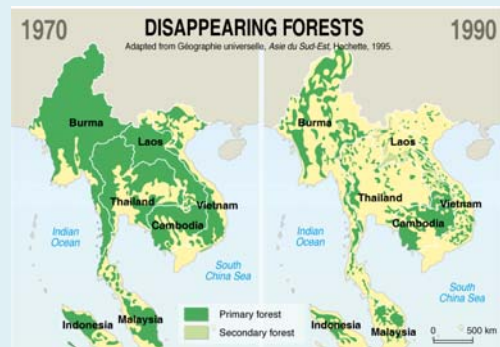 1970
DISAPPEARING FORESTS
1990
Adapted from Géographie universelle, Asie du Sud-Est, Hachette, 1995.
Burma
Laos
Thailand
Vietnam
Cambodia
Indian
Ocean
South
China Sea
Indonesia
Malaysia
Burma
Laos
Thailand
Vietnam
Cambodia
Indian
Ocean
South
China Sea
Indonesia
Malaysia
Primary forest
Secondary forest
0 500 km